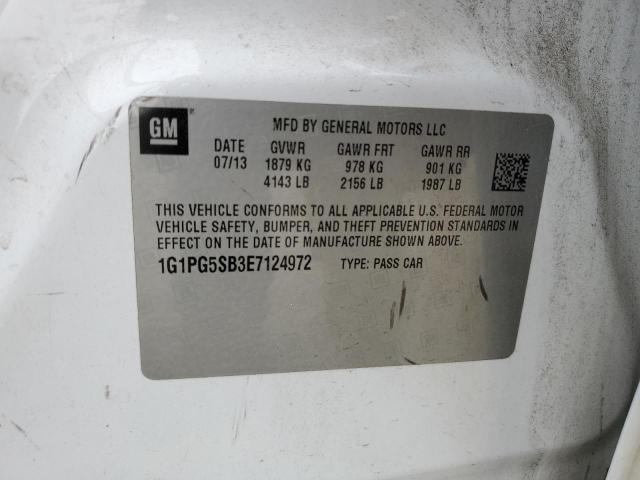 GM
MFD BY GENERAL MOTORS LLC
DATE GVWR GAWR FRT GAWR RR
07/13 1879 KG 978 KG 901 KG
4143 LB 2156 LB 1987 LB
THIS VEHICLE CONFORMS TO ALL APPLICABLE U.S. FEDERAL MOTOR
VEHICLE SAFETY, BUMPER, AND THEFT PREVENTION STANDARDS IN
EFFECT ON THE DATE OF MANUFACTURE SHOWN ABOVE.
1G1PG5SB3E7124972 TYPE: PASS CAR